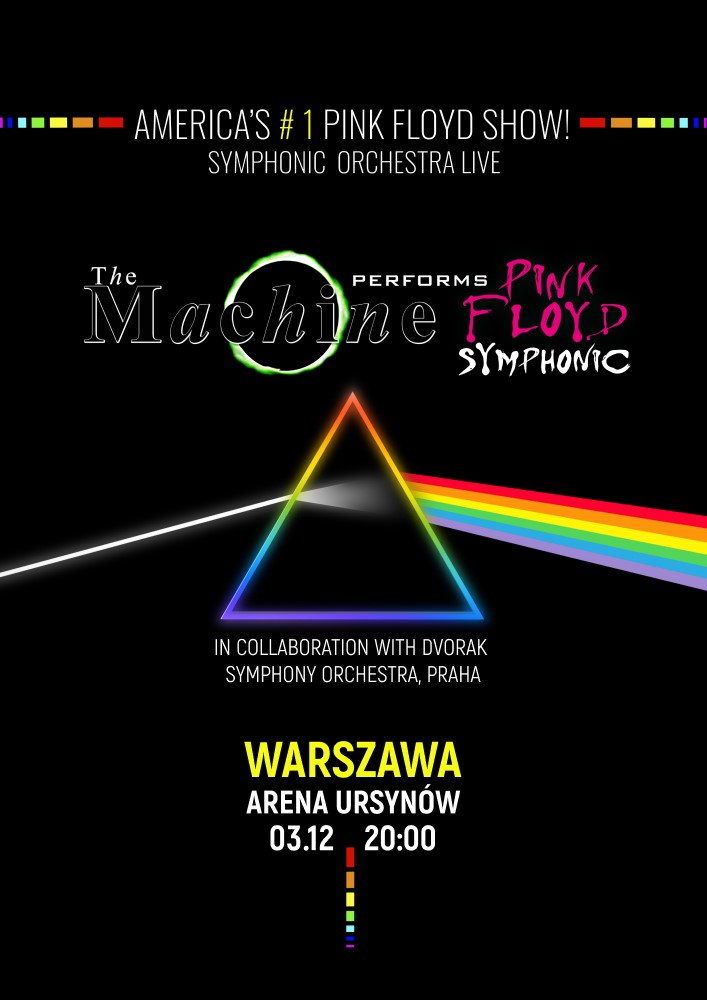 AMERICA'S # 1 PINK FLOYD SHOW!
SYMPHONIC ORCHESTRA LIVE
The Machine PERFORMS PINK FLOYD SYMPHONIC
IN COLLABORATION WITH DVORAK
SYMPHONY ORCHESTRA, PRAHA
WARSZAWA
ARENA URSYNÓW
03.12 20:00